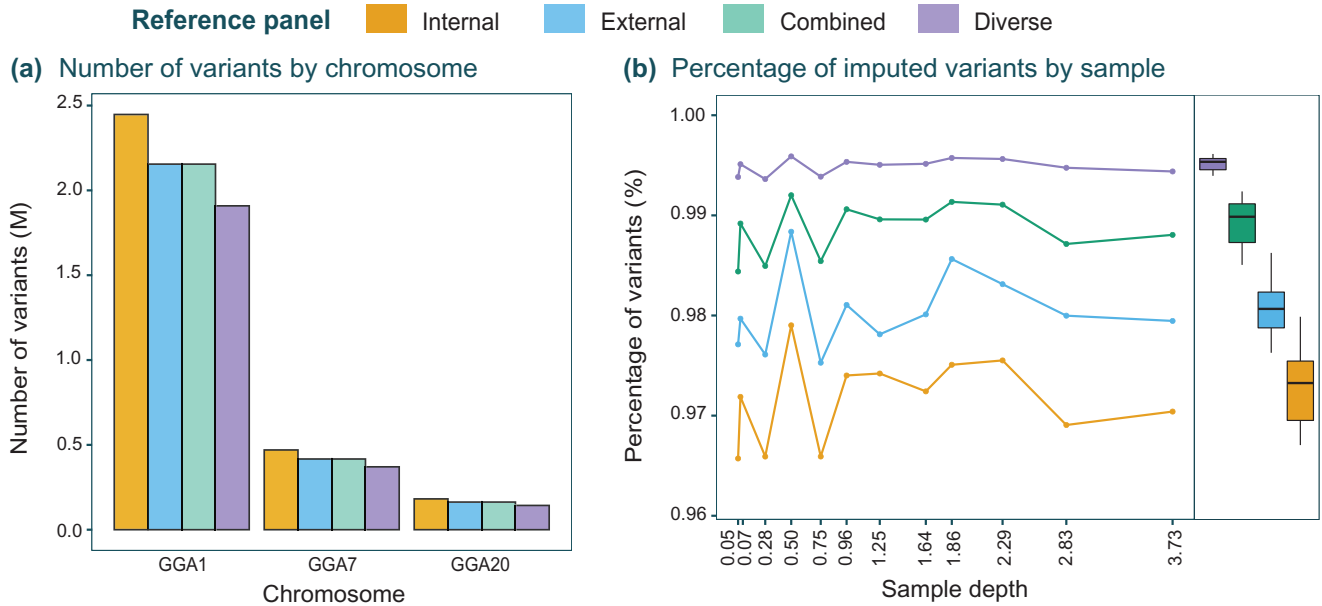 Reference panel Internal External Combined Diverse
(a) Number of variants by chromosome
Number of variants (M)
2.5
2.0
1.5
1.0
0.5
0.0
GGA1 GGA7 GGA20
Chromosome
(b) Percentage of imputed variants by sample
Percentage of variants (%)
1.00
0.99
0.98
0.97
0.96
0.05 0.07 0.28 0.50 0.75 0.96 1.25 1.64 1.86 2.29 2.83 3.73
Sample depth